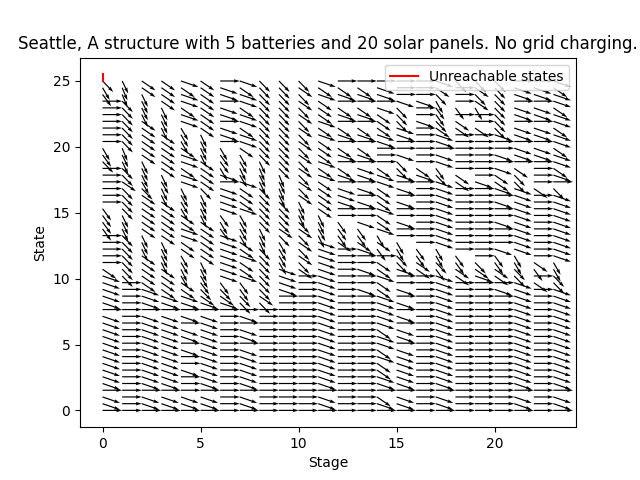 Seattle, A structure with 5 batteries and 20 solar panels. No grid charging.
Unreachable states
25
20
15
10
5
0
State
0 5 10 15 20
Stage